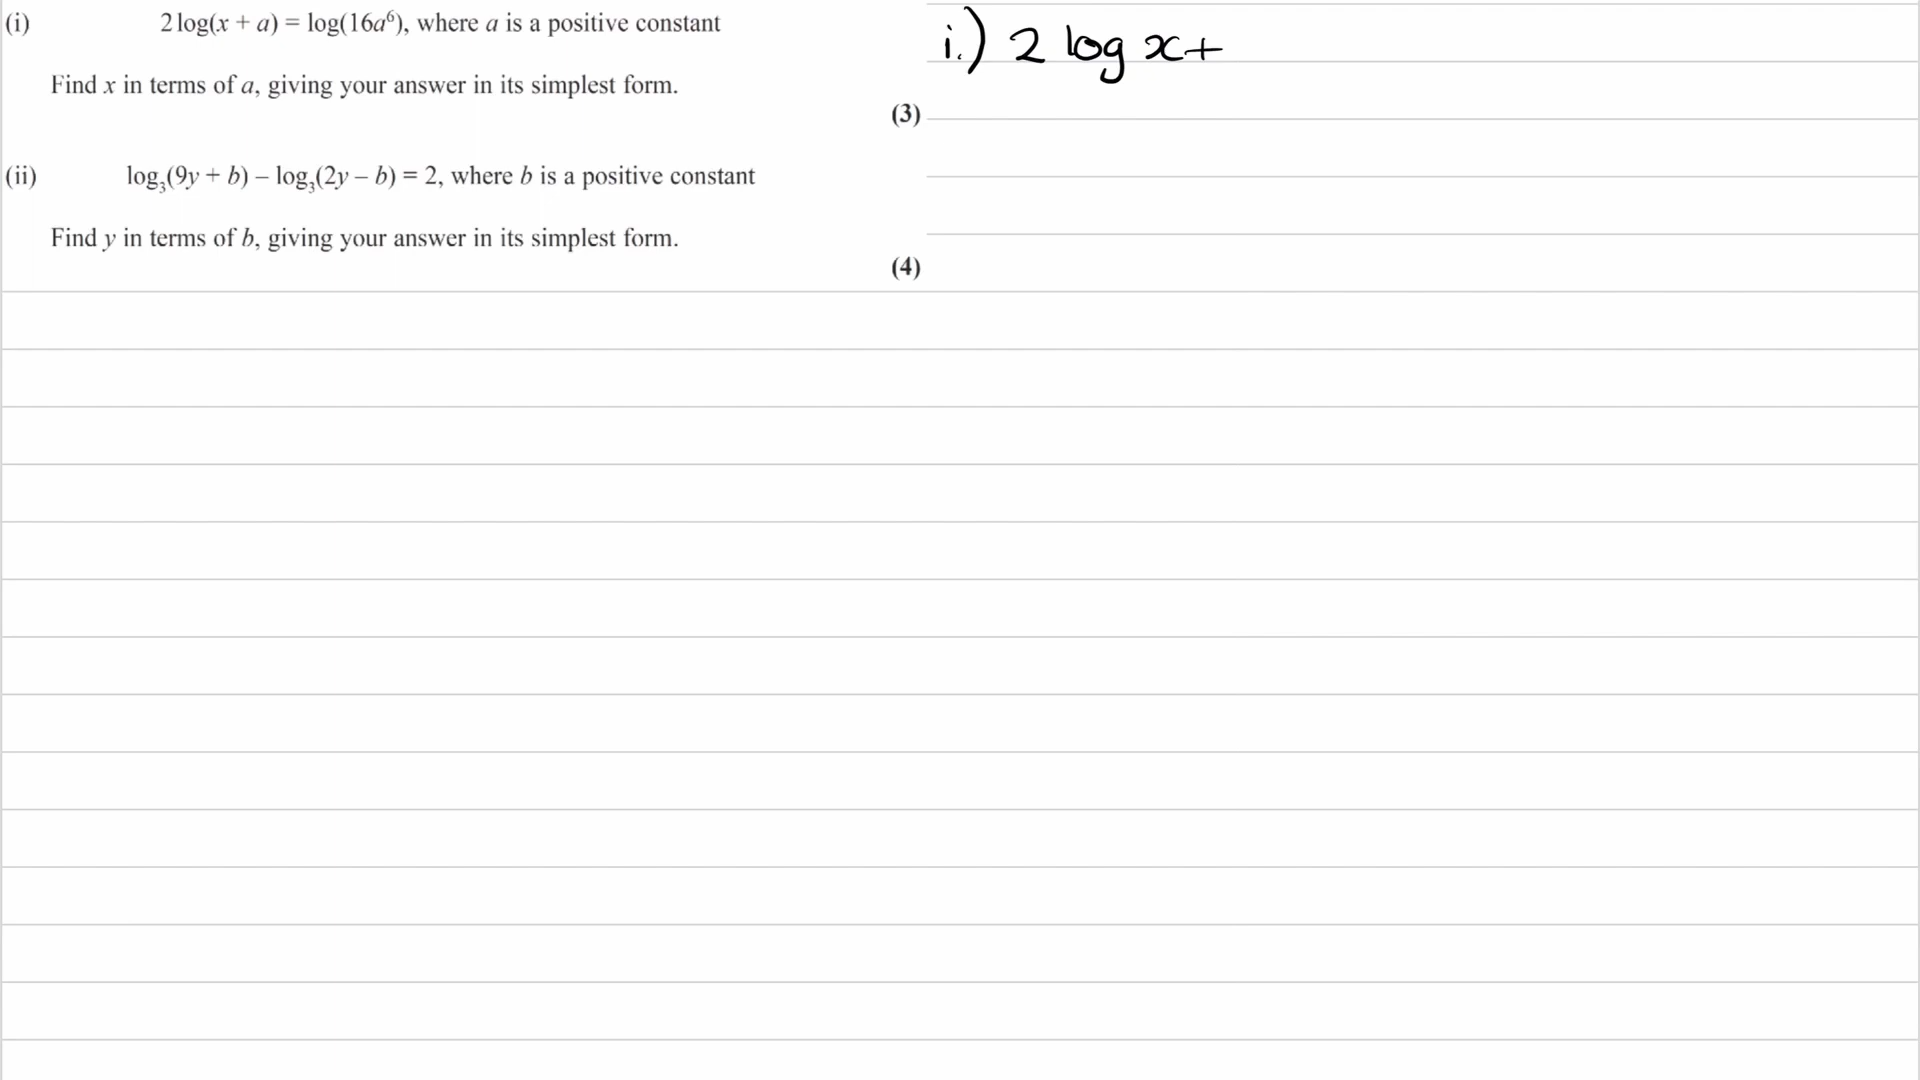 (i) 2 log(x + a) = log(16a⁶), where a is a positive constant
Find x in terms of a, giving your answer in its simplest form.
(3)
(ii) log₃(9y + b) – log₃(2y – b) = 2, where b is a positive constant
Find y in terms of b, giving your answer in its simplest form.
(4)
i.) 2 log x+